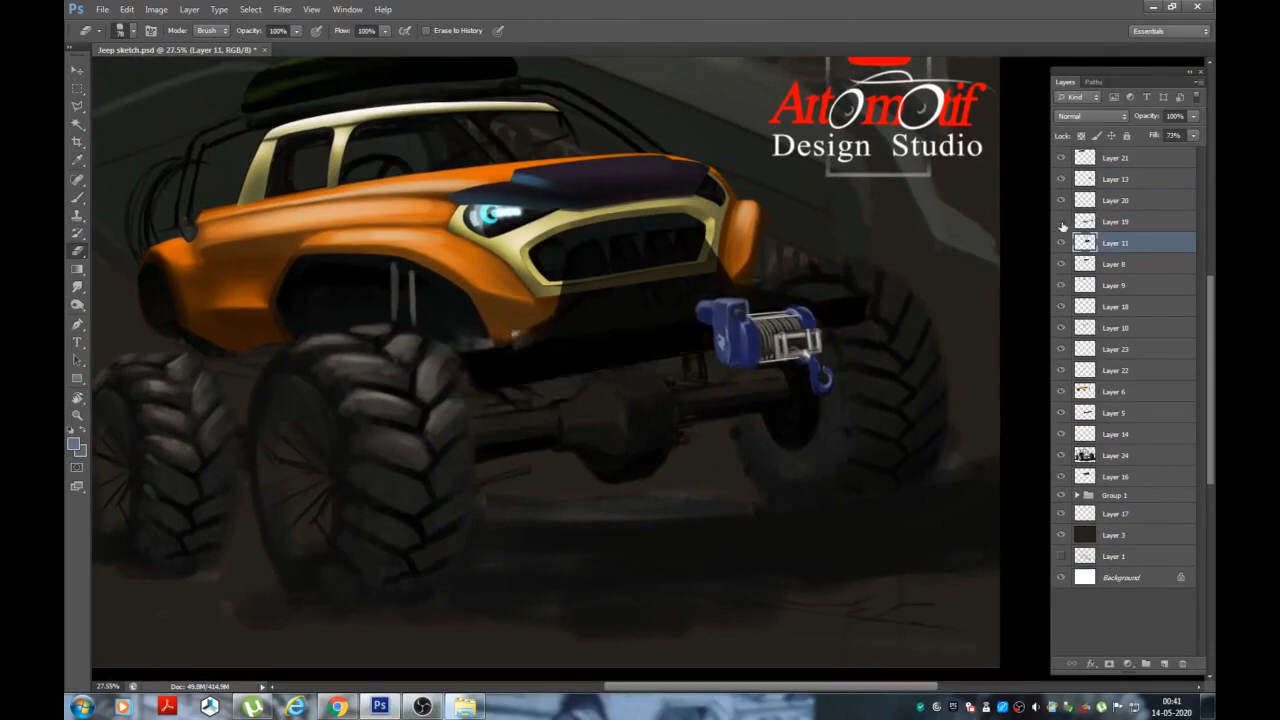 Ps File Edit Image Layer Type Select Filter View Window Help
78 Mode: Brush Opacity: 100% Flow: 100% Erase to History Essentials
Jeep sketch.psd @ 27.5% (Layer 11, RGB/8) * ×
Artomotif
Design Studio
Layers Paths
Kind
Normal Opacity: 100%
Lock: Fill: 73%
Layer 21
Layer 13
Layer 20
Layer 19
Layer 11
Layer 8
Layer 9
Layer 18
Layer 10
Layer 23
Layer 22
Layer 6
Layer 5
Layer 14
Layer 24
Layer 16
Group 1
Layer 17
Layer 3
Layer 1
Background
27.55% Doc: 49.8M/414.9M
00:41
14-05-2020